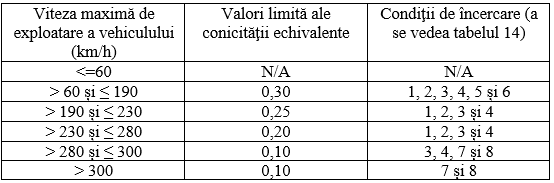 Viteza maximă de exploatare a vehiculului (km/h) Valori limită ale conicităţii echivalente Condiţii de încercare (a se vedea tabelul 14)
<=60 N/A N/A
> 60 și ≤ 190 0,30 1, 2, 3, 4, 5 și 6
> 190 și ≤ 230 0,25 1, 2, 3 și 4
> 230 și ≤ 280 0,20 1, 2, 3 și 4
> 280 și ≤ 300 0,10 3, 4, 7 și 8
> 300 0,10 7 și 8